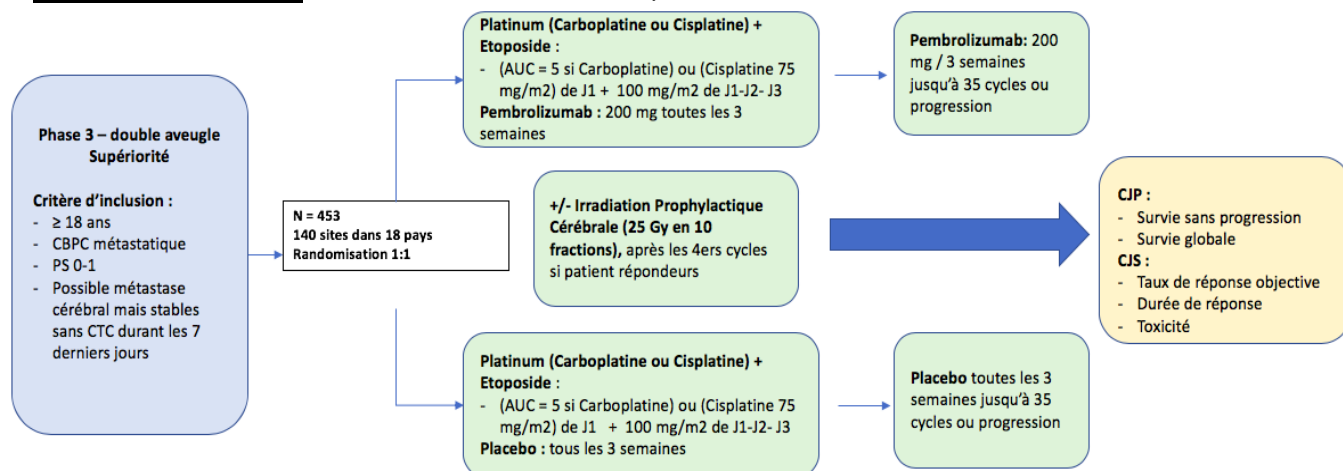 Phase 3 – double aveugle
Supériorité
Critère d'inclusion :
- ≥ 18 ans
- CBPC métastatique
- PS 0-1
- Possible métastase
cérébral mais stables
sans CTC durant les 7
derniers jours
N = 453
140 sites dans 18 pays
Randomisation 1:1
Platinum (Carboplatine ou Cisplatine) +
Etoposide :
- (AUC = 5 si Carboplatine) ou (Cisplatine 75
mg/m2) de J1 + 100 mg/m2 de J1-J2- J3
Pembrolizumab : 200 mg toutes les 3
semaines
Pembrolizumab: 200
mg / 3 semaines
jusqu'à 35 cycles ou
progression
+/- Irradiation Prophylactique
Cérébrale (25 Gy en 10
fractions), après les 4ers cycles
si patient répondeurs
Platinum (Carboplatine ou Cisplatine) +
Etoposide :
- (AUC = 5 si Carboplatine) ou (Cisplatine 75
mg/m2) de J1 + 100 mg/m2 de J1-J2- J3
Placebo : tous les 3 semaines
Placebo toutes les 3
semaines jusqu'à 35
cycles ou progression
CJP :
- Survie sans progression
- Survie globale
CJS :
- Taux de réponse objective
- Durée de réponse
- Toxicité